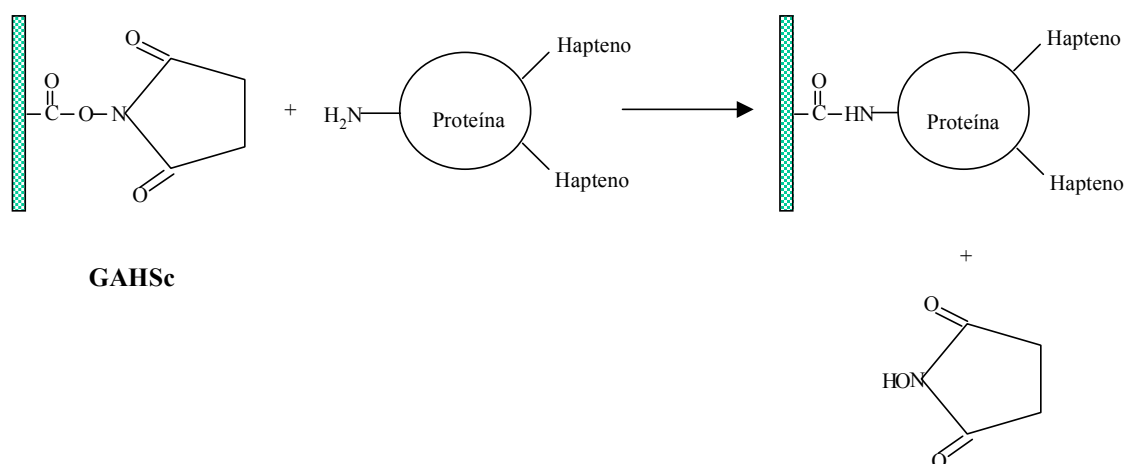 O
O
C
O
N
O
+
H₂N
Proteína
Hapteno
Hapteno
O
C
HN
Proteína
Hapteno
Hapteno
GAHSc
+
O
HON
O